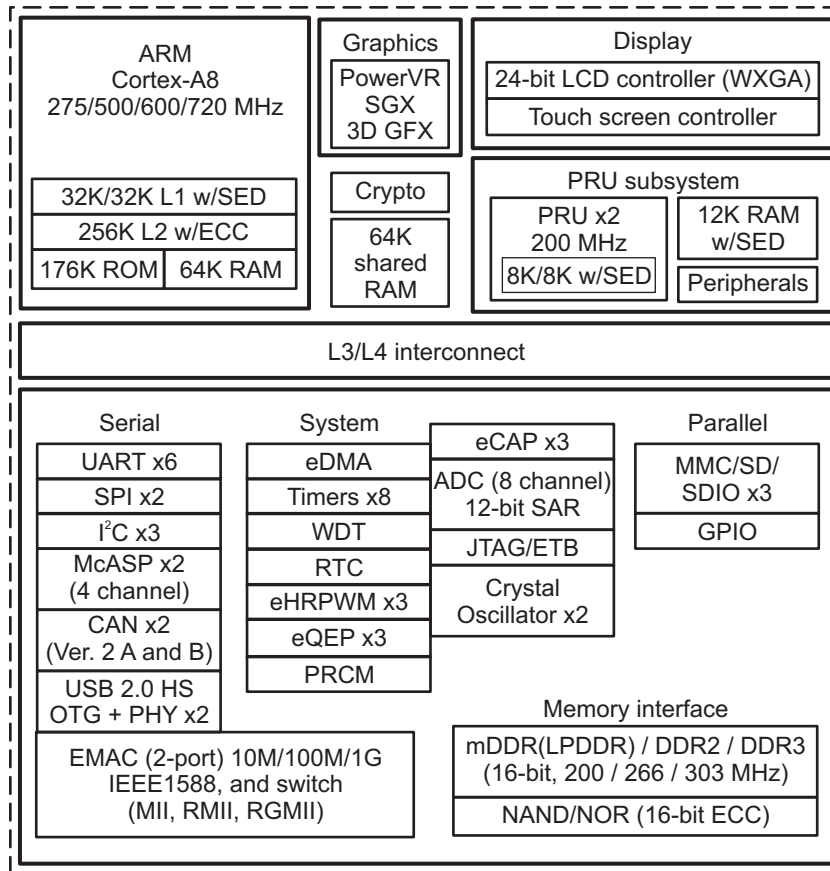 ARM
Cortex-A8
275/500/600/720 MHz
32K/32K L1 w/SED
256K L2 w/ECC
176K ROM
64K RAM
Graphics
PowerVR
SGX
3D GFX
Crypto
64K
shared
RAM
Display
24-bit LCD controller (WXGA)
Touch screen controller
PRU subsystem
PRU x2
200 MHz
8K/8K w/SED
12K RAM
w/SED
Peripherals
L3/L4 interconnect
Serial
UART x6
SPI x2
I²C x3
McASP x2
(4 channel)
CAN x2
(Ver. 2 A and B)
USB 2.0 HS
OTG + PHY x2
EMAC (2-port) 10M/100M/1G
IEEE1588, and switch
(MII, RMII, RGMII)
System
eDMA
Timers x8
WDT
RTC
eHRPWM x3
eQEP x3
PRCM
eCAP x3
ADC (8 channel)
12-bit SAR
JTAG/ETB
Crystal
Oscillator x2
Parallel
MMC/SD/
SDIO x3
GPIO
Memory interface
mDDR(LPDDR) / DDR2 / DDR3
(16-bit, 200 / 266 / 303 MHz)
NAND/NOR (16-bit ECC)